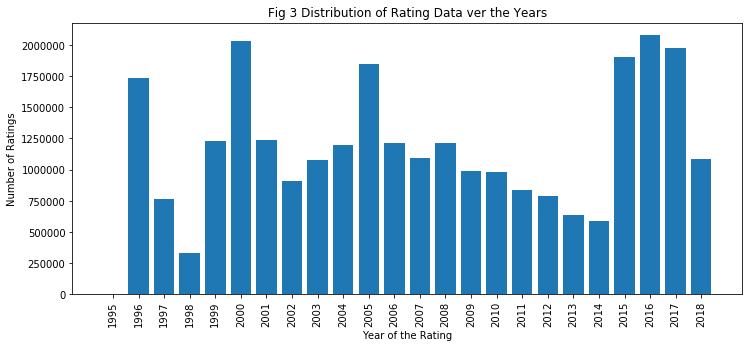 Fig 3 Distribution of Rating Data ver the Years
Number of Ratings
2000000
1750000
1500000
1250000
1000000
750000
500000
250000
0
1995 1996 1997 1998 1999 2000 2001 2002 2003 2004 2005 2006 2007 2008 2009 2010 2011 2012 2013 2014 2015 2016 2017 2018
Year of the Rating